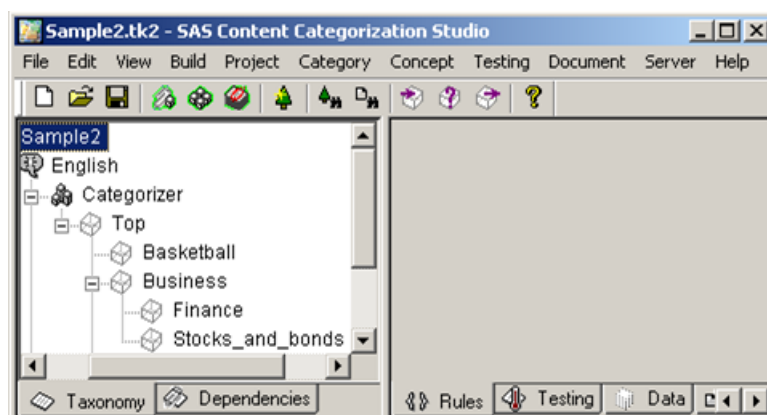 Sample2.tk2 - SAS Content Categorization Studio
File Edit View Build Project Category Concept Testing Document Server Help
Sample2
English
Categorizer
Top
Basketball
Business
Finance
Stocks_and_bonds
Taxonomy Dependencies
Rules Testing Data